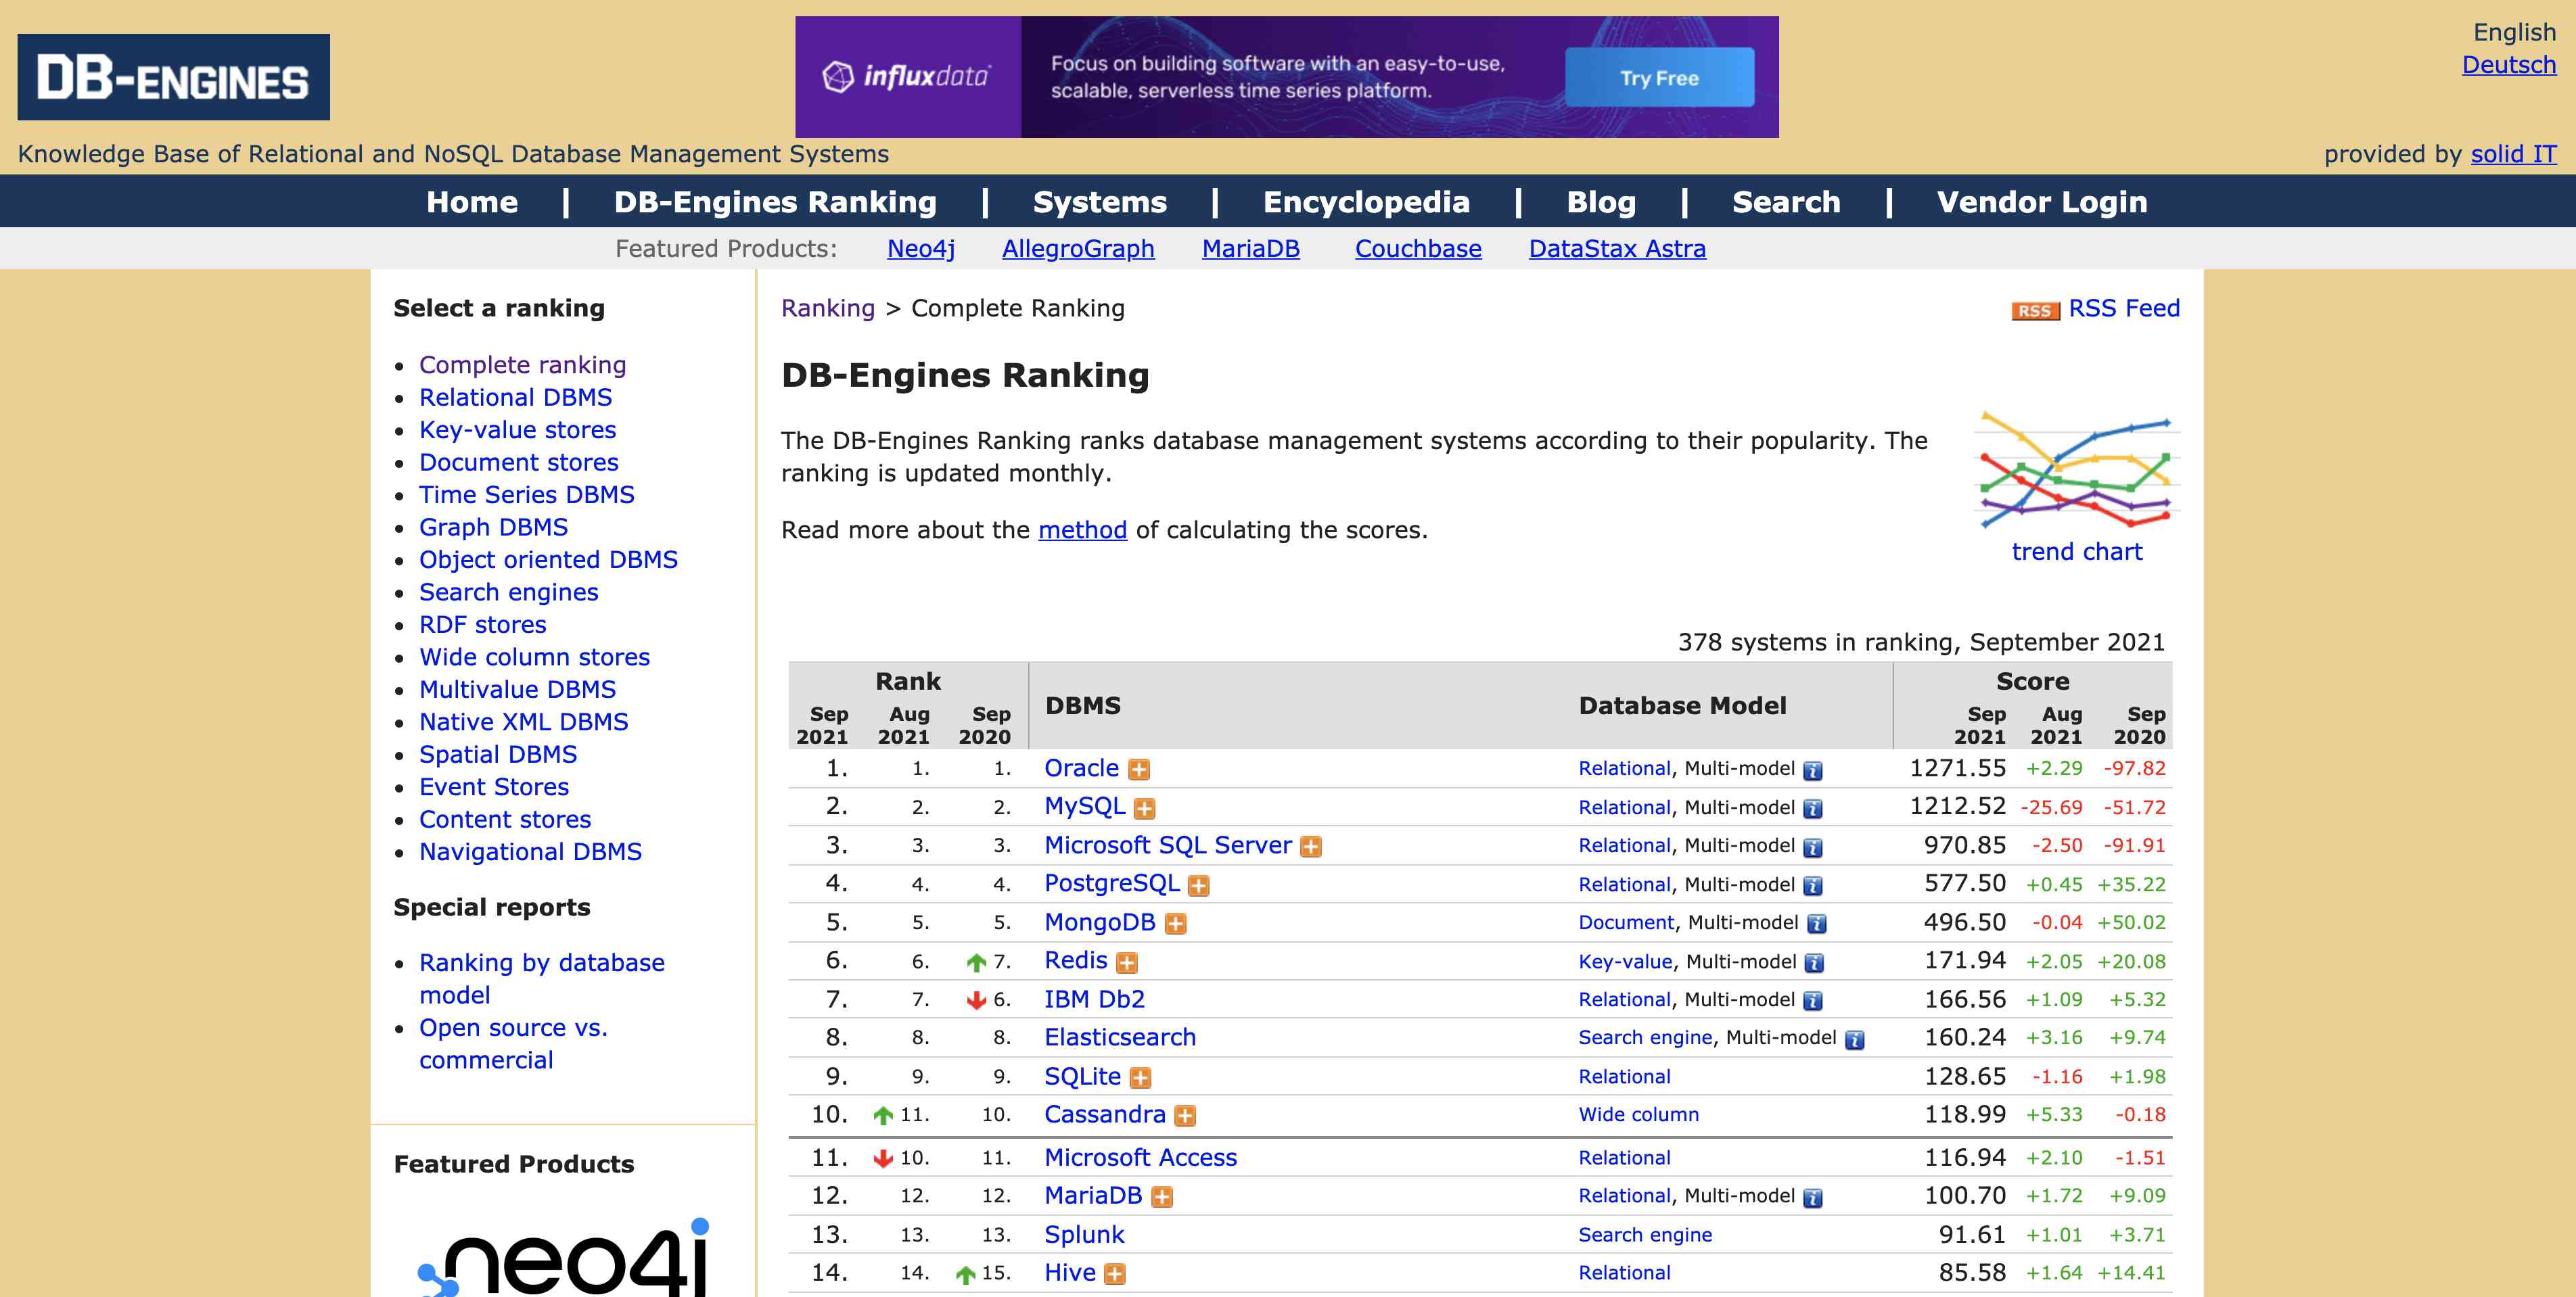 DB-ENGINES
influxdata
Focus on building software with an easy-to-use,
scalable, serverless time series platform.
Try Free
English
Deutsch
Knowledge Base of Relational and NoSQL Database Management Systems
provided by solid IT
Home | DB-Engines Ranking | Systems | Encyclopedia | Blog | Search | Vendor Login
Featured Products: Neo4j AllegroGraph MariaDB Couchbase DataStax Astra
Select a ranking
Complete ranking
Relational DBMS
Key-value stores
Document stores
Time Series DBMS
Graph DBMS
Object oriented DBMS
Search engines
RDF stores
Wide column stores
Multivalue DBMS
Native XML DBMS
Spatial DBMS
Event Stores
Content stores
Navigational DBMS
Special reports
Ranking by database
model
Open source vs.
commercial
Featured Products
neo4j
Ranking > Complete Ranking
RSS RSS Feed
DB-Engines Ranking
The DB-Engines Ranking ranks database management systems according to their popularity. The
ranking is updated monthly.
Read more about the method of calculating the scores.
trend chart
378 systems in ranking, September 2021
Rank DBMS Database Model Score
Sep Aug Sep Sep Aug Sep
2021 2021 2020 2021 2021 2020
1. 1. 1. Oracle Relational, Multi-model i 1271.55 +2.29 -97.82
2. 2. 2. MySQL Relational, Multi-model i 1212.52 -25.69 -51.72
3. 3. 3. Microsoft SQL Server Relational, Multi-model i 970.85 -2.50 -91.91
4. 4. 4. PostgreSQL Relational, Multi-model i 577.50 +0.45 +35.22
5. 5. 5. MongoDB Document, Multi-model i 496.50 -0.04 +50.02
6. 6. 7. Redis Key-value, Multi-model i 171.94 +2.05 +20.08
7. 7. 6. IBM Db2 Relational, Multi-model i 166.56 +1.09 +5.32
8. 8. 8. Elasticsearch Search engine, Multi-model i 160.24 +3.16 +9.74
9. 9. 9. SQLite Relational 128.65 -1.16 +1.98
10. 11. 10. Cassandra Wide column 118.99 +5.33 -0.18
11. 10. 11. Microsoft Access Relational 116.94 +2.10 -1.51
12. 12. 12. MariaDB Relational, Multi-model i 100.70 +1.72 +9.09
13. 13. 13. Splunk Search engine 91.61 +1.01 +3.71
14. 14. 15. Hive Relational 85.58 +1.64 +14.41